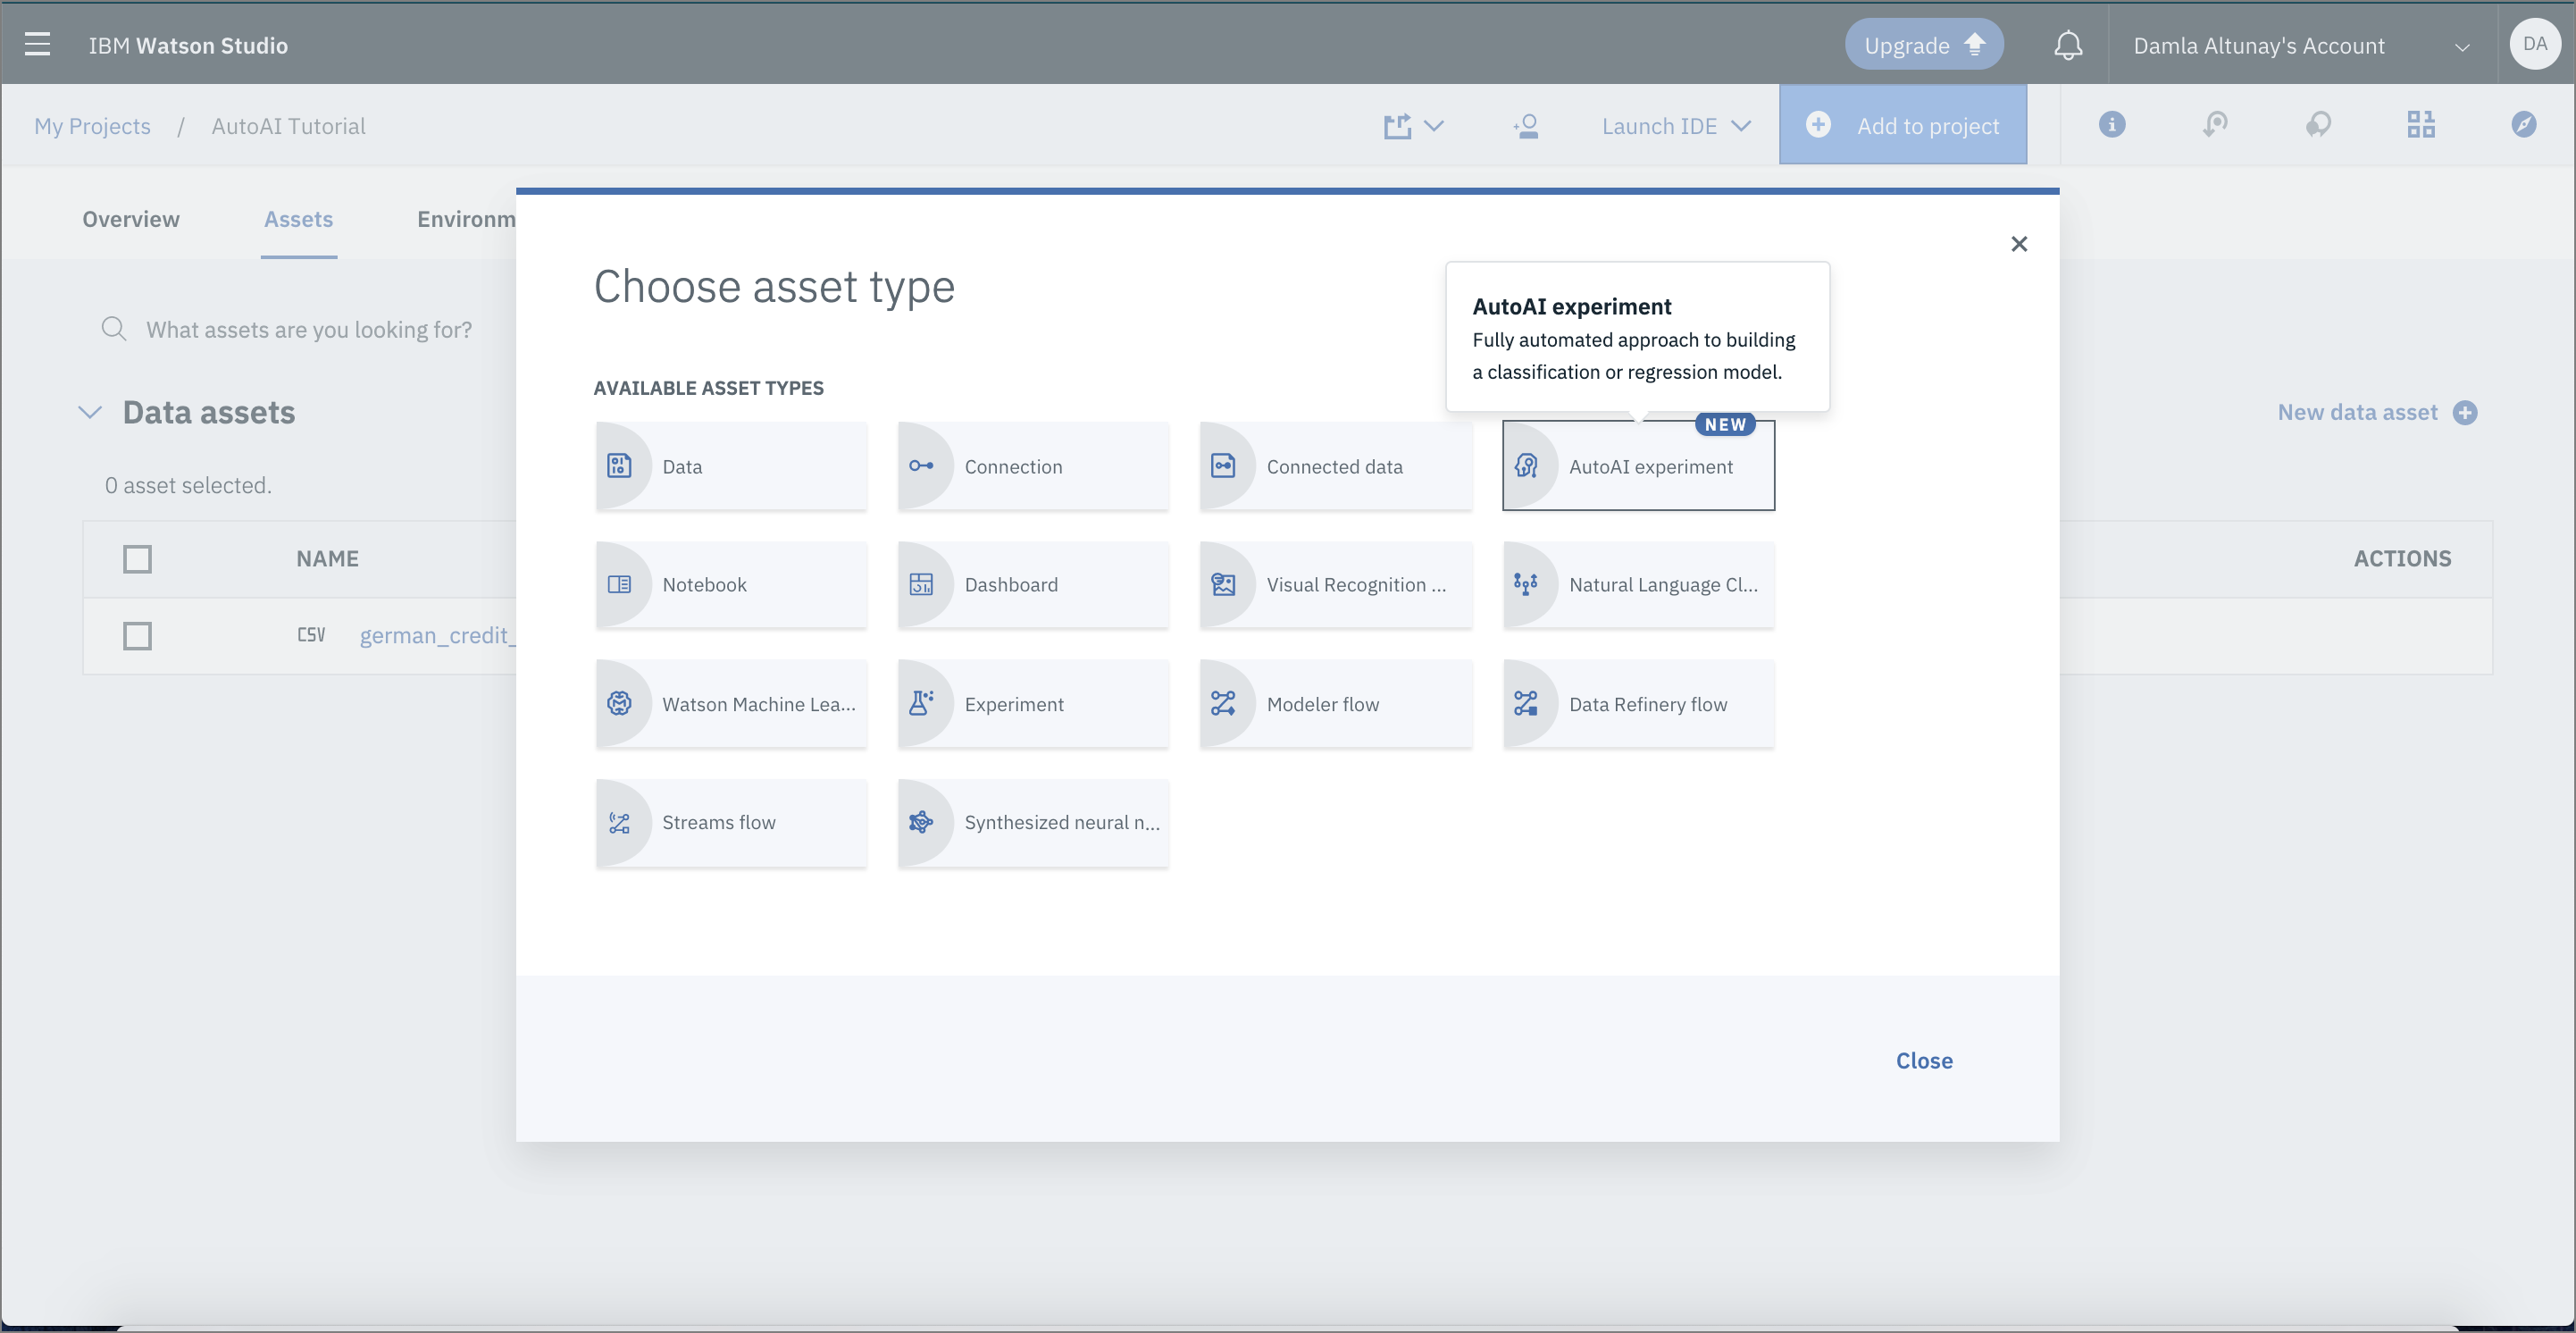 IBM Watson Studio
Upgrade
Damla Altunay's Account
DA
My Projects / AutoAI Tutorial
Launch IDE
Add to project
Overview
Assets
Environm
What assets are you looking for?
Data assets
New data asset
0 asset selected.
NAME
ACTIONS
CSV
german_credit_
Choose asset type
AutoAI experiment
Fully automated approach to building
a classification or regression model.
AVAILABLE ASSET TYPES
NEW
Data
Connection
Connected data
AutoAI experiment
Notebook
Dashboard
Visual Recognition ...
Natural Language Cl...
Watson Machine Lea...
Experiment
Modeler flow
Data Refinery flow
Streams flow
Synthesized neural n...
Close